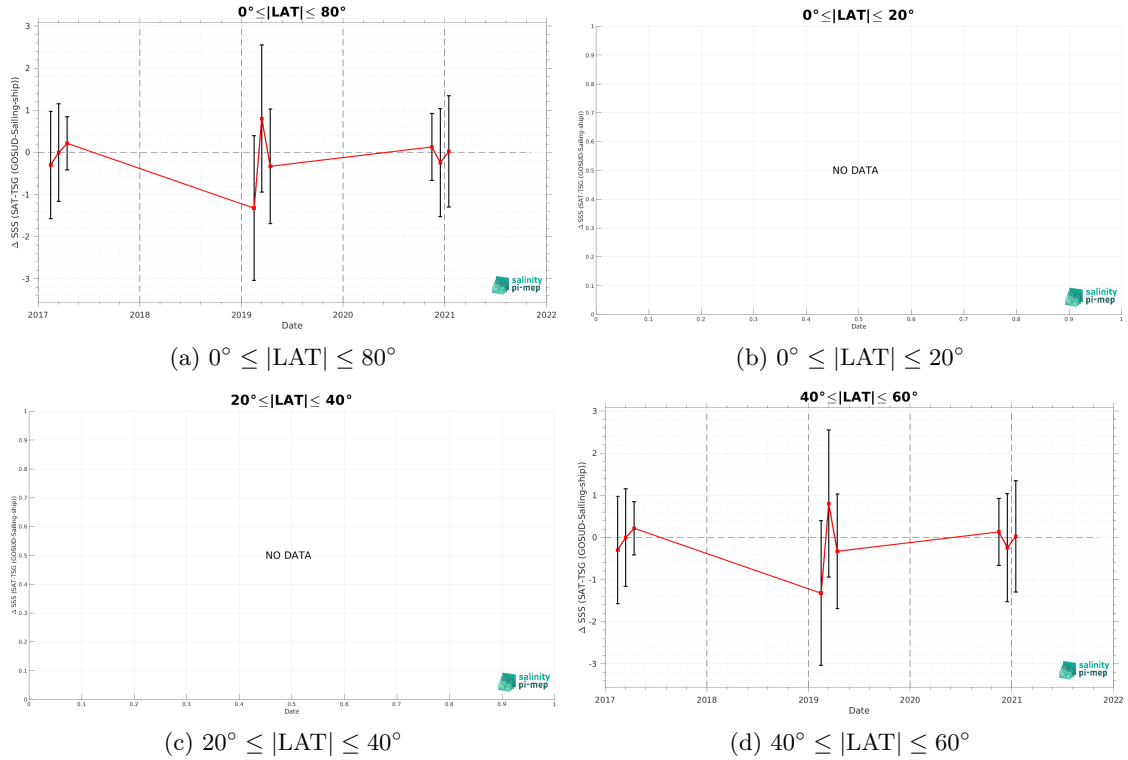 0°≤|LAT|≤ 80°
3
2
1
0
-1
-2
-3
Δ SSS (SAT-TSG (GOSUD-Sailing-ship))
2017 2018 2019 2020 2021 2022
Date
salinity
pi-mep
(a) 0° ≤ |LAT| ≤ 80°
0°≤|LAT|≤ 20°
1
0.9
0.8
0.7
0.6
0.5
0.4
0.3
0.2
0.1
0
Δ SSS (SAT-TSG (GOSUD-Sailing-ship))
NO DATA
0 0.1 0.2 0.3 0.4 0.5 0.6 0.7 0.8 0.9 1
Date
salinity
pi-mep
(b) 0° ≤ |LAT| ≤ 20°
20°≤|LAT|≤ 40°
1
0.9
0.8
0.7
0.6
0.5
0.4
0.3
0.2
0.1
0
Δ SSS (SAT-TSG (GOSUD-Sailing-ship))
NO DATA
0 0.1 0.2 0.3 0.4 0.5 0.6 0.7 0.8 0.9 1
Date
salinity
pi-mep
(c) 20° ≤ |LAT| ≤ 40°
40°≤|LAT|≤ 60°
3
2
1
0
-1
-2
-3
Δ SSS (SAT-TSG (GOSUD-Sailing-ship))
2017 2018 2019 2020 2021 2022
Date
salinity
pi-mep
(d) 40° ≤ |LAT| ≤ 60°